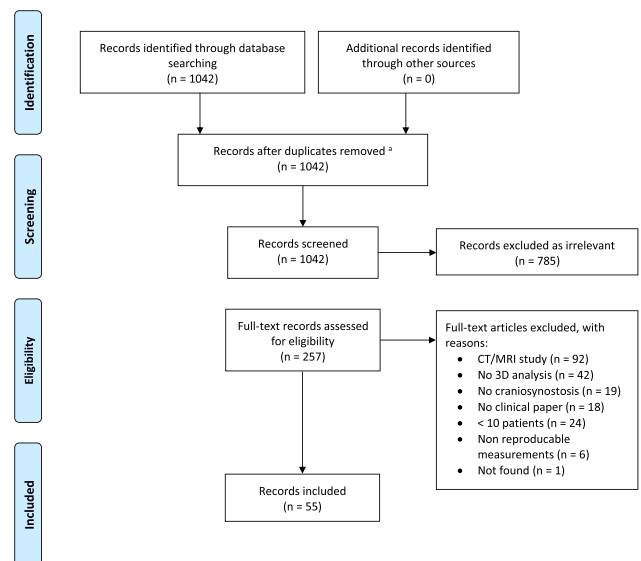 Identification
Records identified through database
searching
(n = 1042)
Additional records identified
through other sources
(n = 0)
Records after duplicates removed ᵃ
(n = 1042)
Screening
Records screened
(n = 1042)
Records excluded as irrelevant
(n = 785)
Eligibility
Full-text records assessed
for eligibility
(n = 257)
Full-text articles excluded, with
reasons:
• CT/MRI study (n = 92)
• No 3D analysis (n = 42)
• No craniosynostosis (n = 19)
• No clinical paper (n = 18)
• < 10 patients (n = 24)
• Non reproducable
measurements (n = 6)
• Not found (n = 1)
Included
Records included
(n = 55)